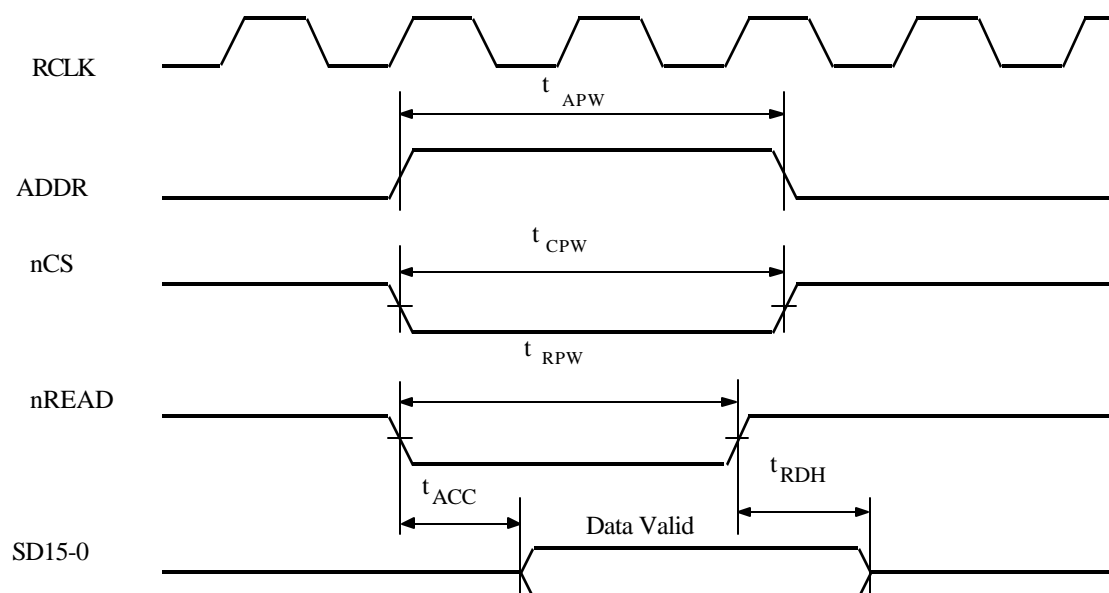 RCLK
t APW
ADDR
t CPW
nCS
t RPW
nREAD
t RDH
t ACC
Data Valid
SD15-0